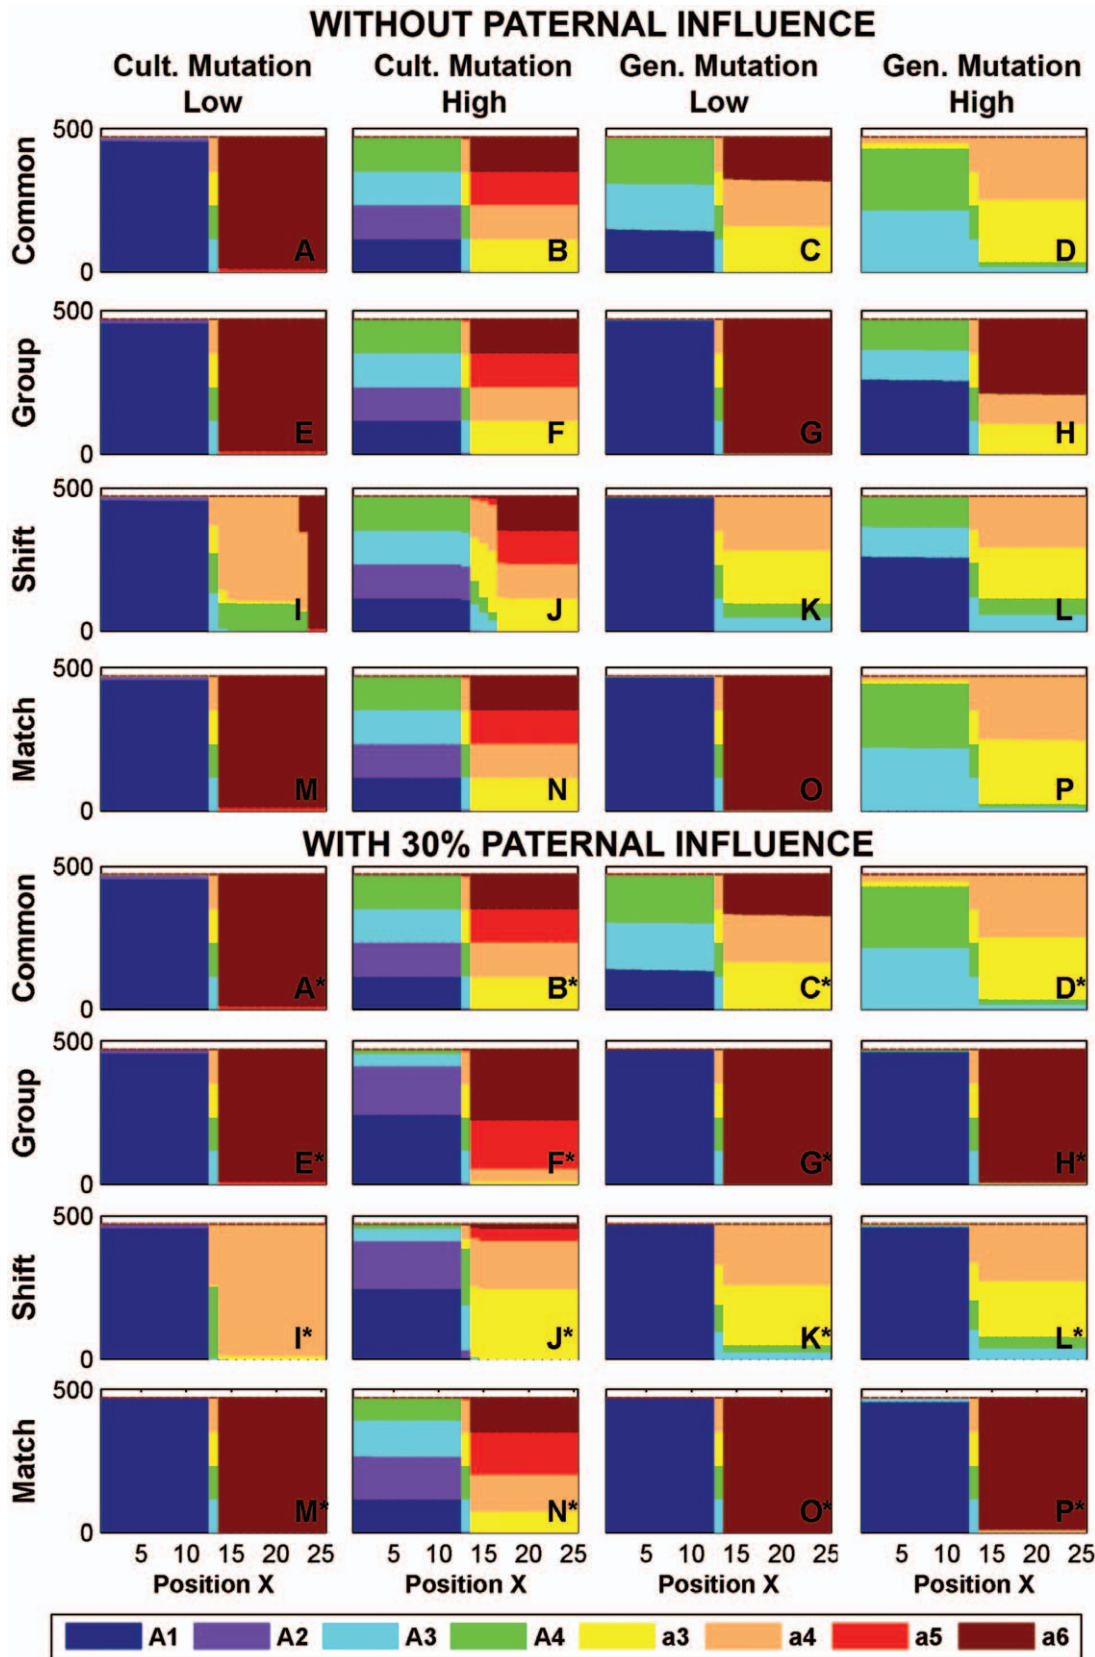 WITHOUT PATERNAL INFLUENCE
Cult. Mutation Low
Cult. Mutation High
Gen. Mutation Low
Gen. Mutation High
Common
500
0
A
B
C
D
Group
500
0
E
F
G
H
Shift
500
0
I
J
K
L
Match
500
0
M
N
O
P
WITH 30% PATERNAL INFLUENCE
Common
500
0
A*
B*
C*
D*
Group
500
0
E*
F*
G*
H*
Shift
500
0
I*
J*
K*
L*
Match
500
0
M*
N*
O*
P*
5 10 15 20 25
5 10 15 20 25
5 10 15 20 25
5 10 15 20 25
Position X
Position X
Position X
Position X
A1 A2 A3 A4 a3 a4 a5 a6